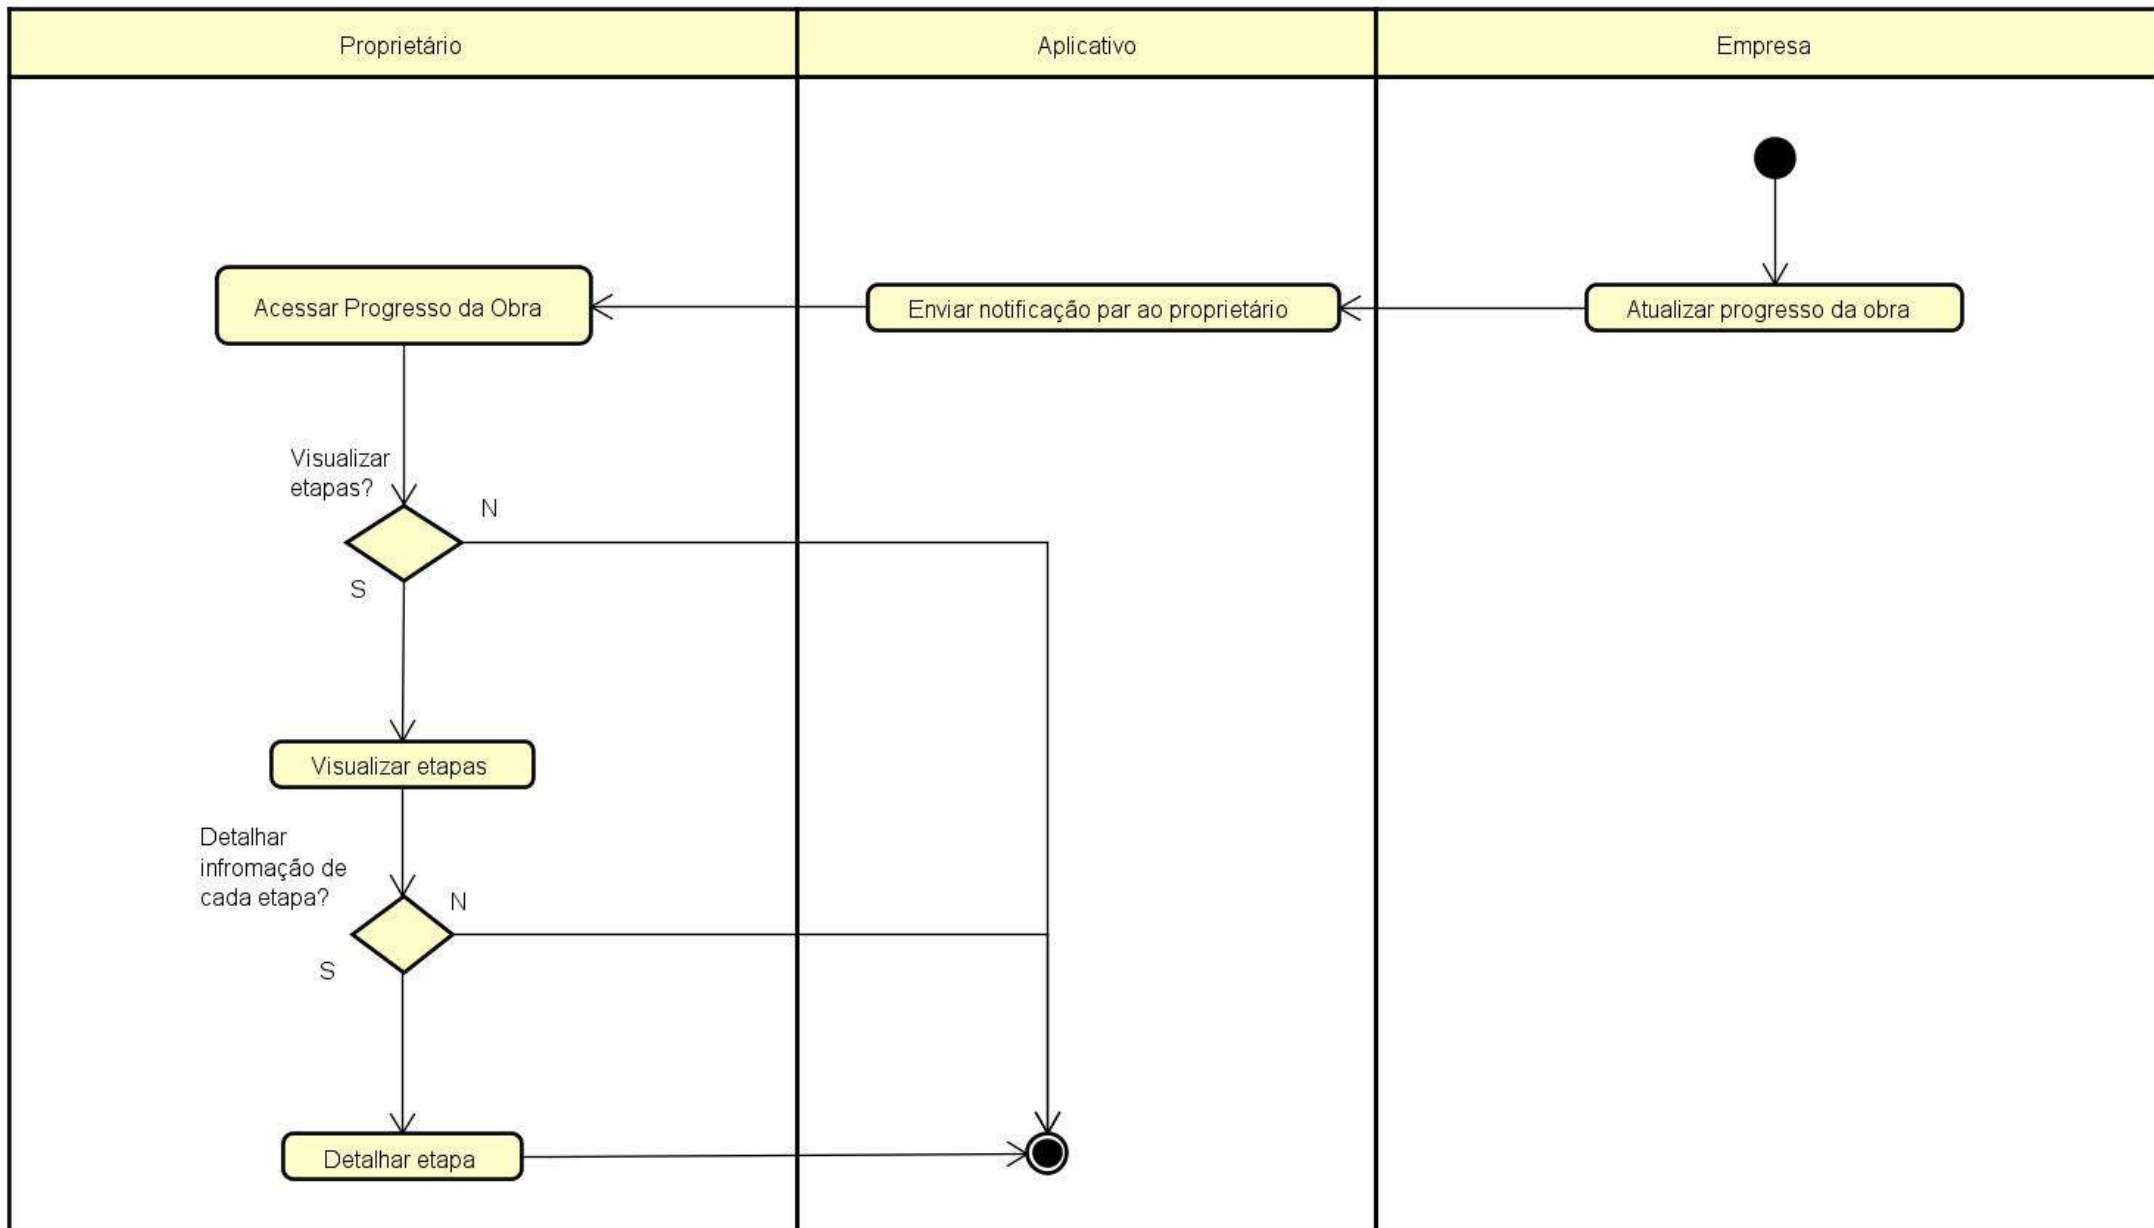 Proprietário
Aplicativo
Empresa
Acessar Progresso da Obra
Enviar notificação par ao proprietário
Atualizar progresso da obra
Visualizar
etapas?
N
S
Visualizar etapas
Detalhar
infromação de
cada etapa?
N
S
Detalhar etapa